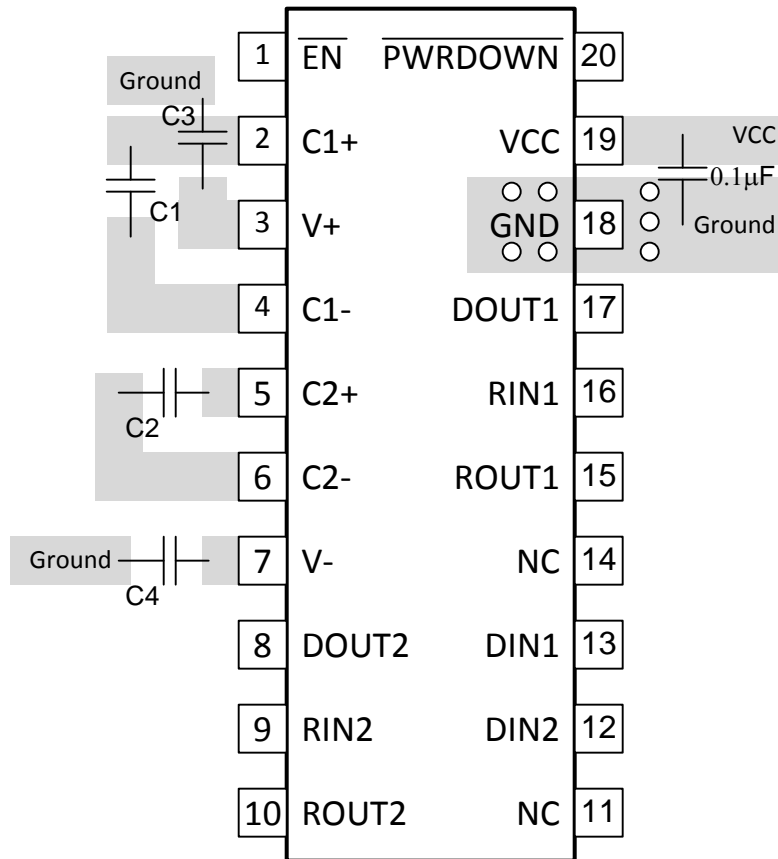 1 EN PWRDOWN 20
Ground
C3
2 C1+ VCC 19 VCC
C1
0.1µF
3 V+ GND 18 Ground
4 C1- DOUT1 17
5 C2+ RIN1 16
C2
6 C2- ROUT1 15
Ground 7 V- NC 14
C4
8 DOUT2 DIN1 13
9 RIN2 DIN2 12
10 ROUT2 NC 11